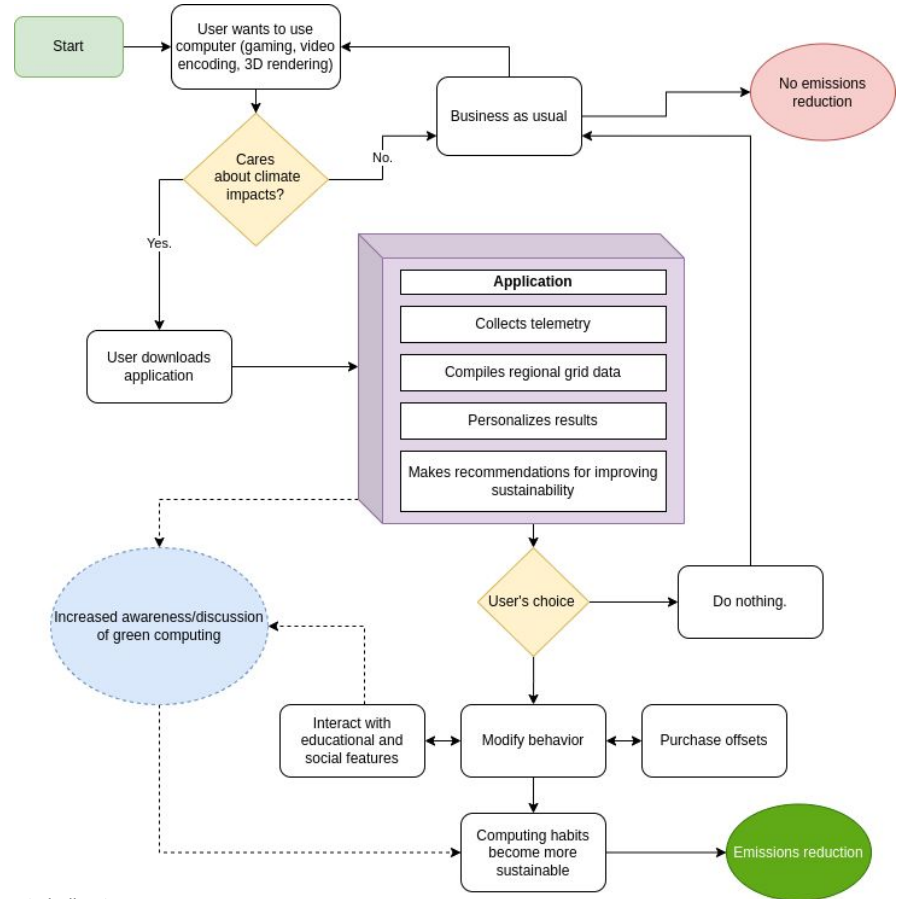 Start
User wants to use
computer (gaming, video
encoding, 3D rendering)
No emissions
reduction
Business as usual
Cares
about climate
impacts?
No.
Yes.
Application
Collects telemetry
User downloads
application
Compiles regional grid data
Personalizes results
Makes recommendations for improving
sustainability
User's choice
Do nothing.
Increased awareness/discussion
of green computing
Interact with
educational and
social features
Modify behavior
Purchase offsets
Computing habits
become more
sustainable
Emissions reduction